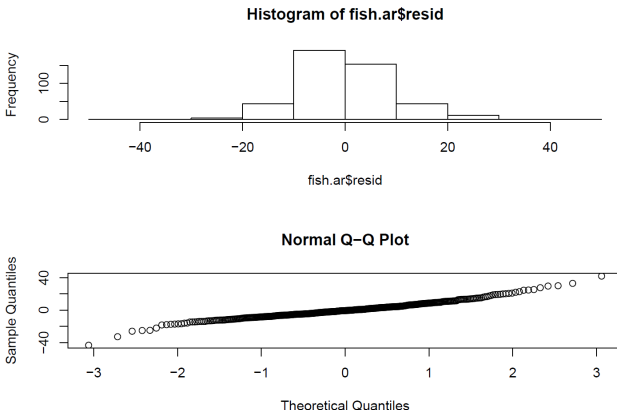 Histogram of fish.ar$resid
Frequency
0 100
−40 −20 0 20 40
fish.ar$resid
Normal Q−Q Plot
Sample Quantiles
−40 0 40
−3 −2 −1 0 1 2 3
Theoretical Quantiles